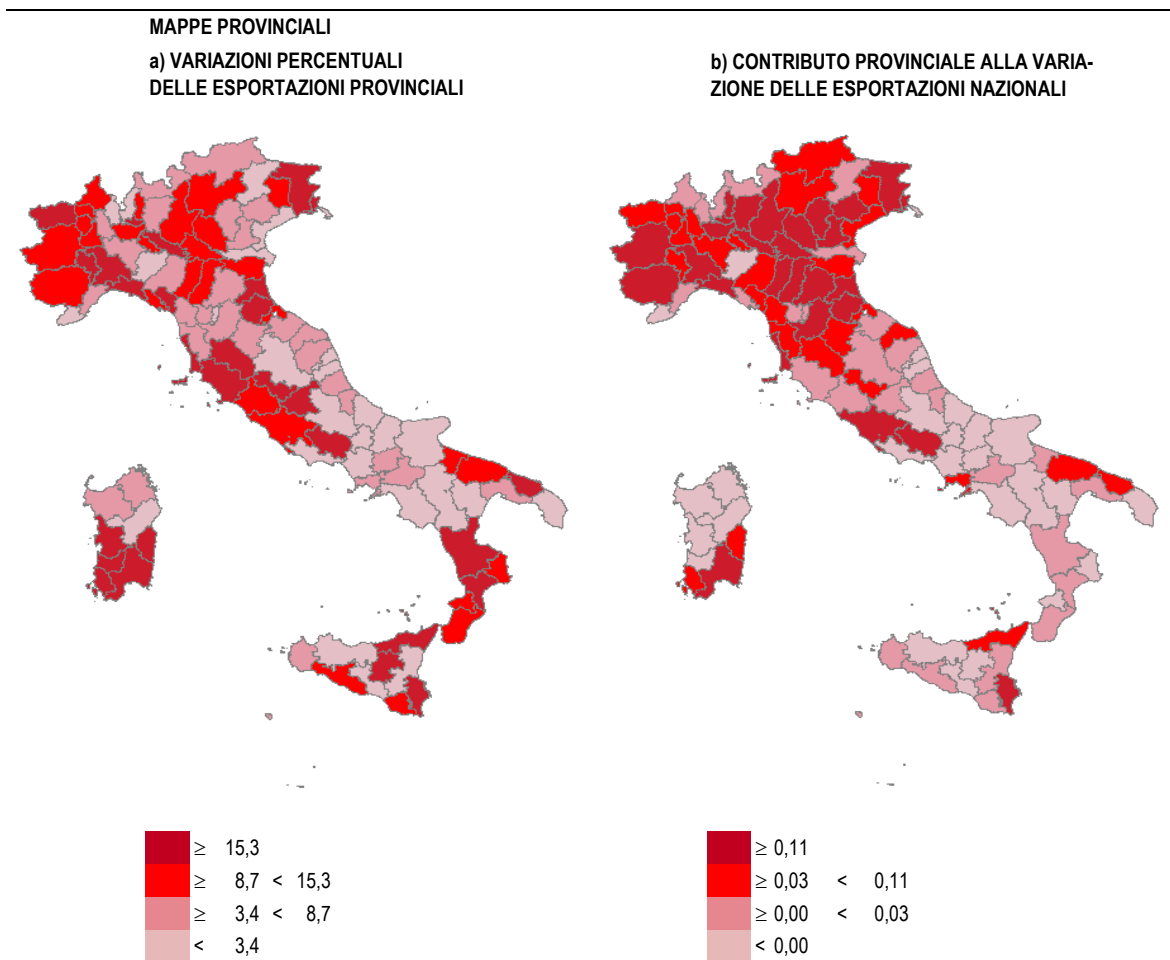 MAPPE PROVINCIALI
a) VARIAZIONI PERCENTUALI
DELLE ESPORTAZIONI PROVINCIALI
b) CONTRIBUTO PROVINCIALE ALLA VARIA-
ZIONE DELLE ESPORTAZIONI NAZIONALI
≥ 15,3
≥ 8,7 < 15,3
≥ 3,4 < 8,7
< 3,4
≥ 0,11
≥ 0,03 < 0,11
≥ 0,00 < 0,03
< 0,00